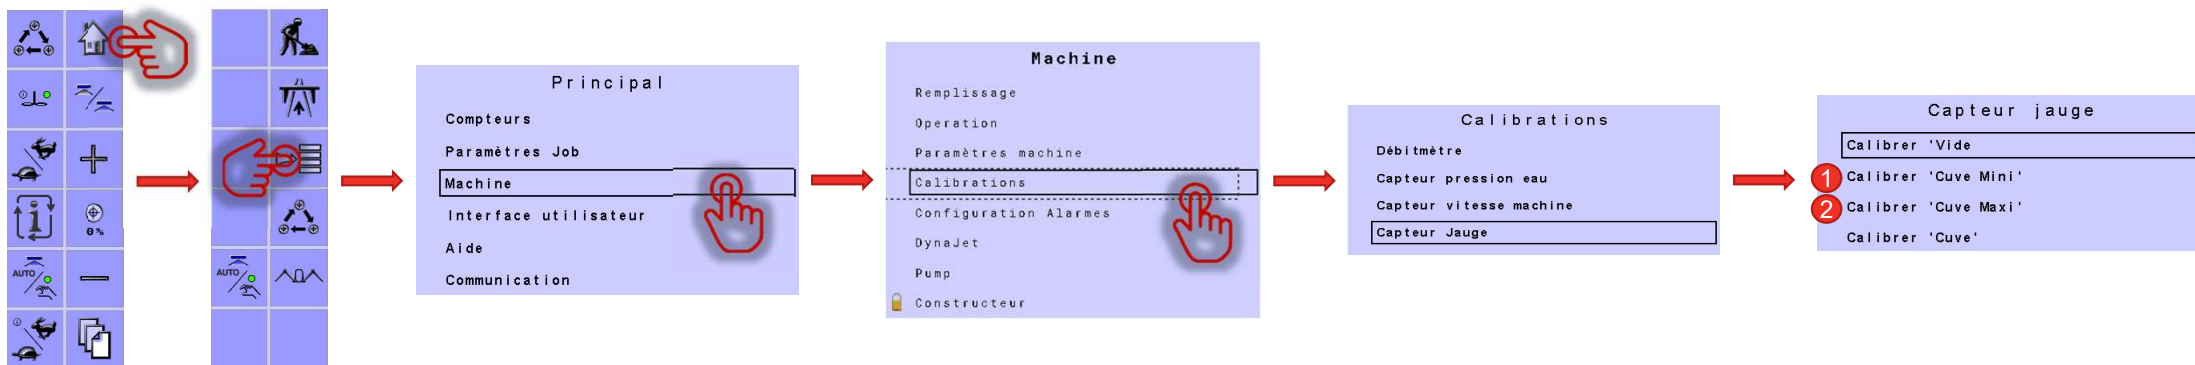 0%
AUTO
AUTO
Principal
Compteurs
Paramètres Job
Machine
Interface utilisateur
Aide
Communication
Machine
Remplissage
Operation
Paramètres machine
Calibrations
Configuration Alarmes
DynaJet
Pump
Constructeur
Calibrations
Débitmètre
Capteur pression eau
Capteur vitesse machine
Capteur Jauge
Capteur jauge
Calibrer 'Vide
1 Calibrer 'Cuve Mini'
2 Calibrer 'Cuve Maxi'
Calibrer 'Cuve'